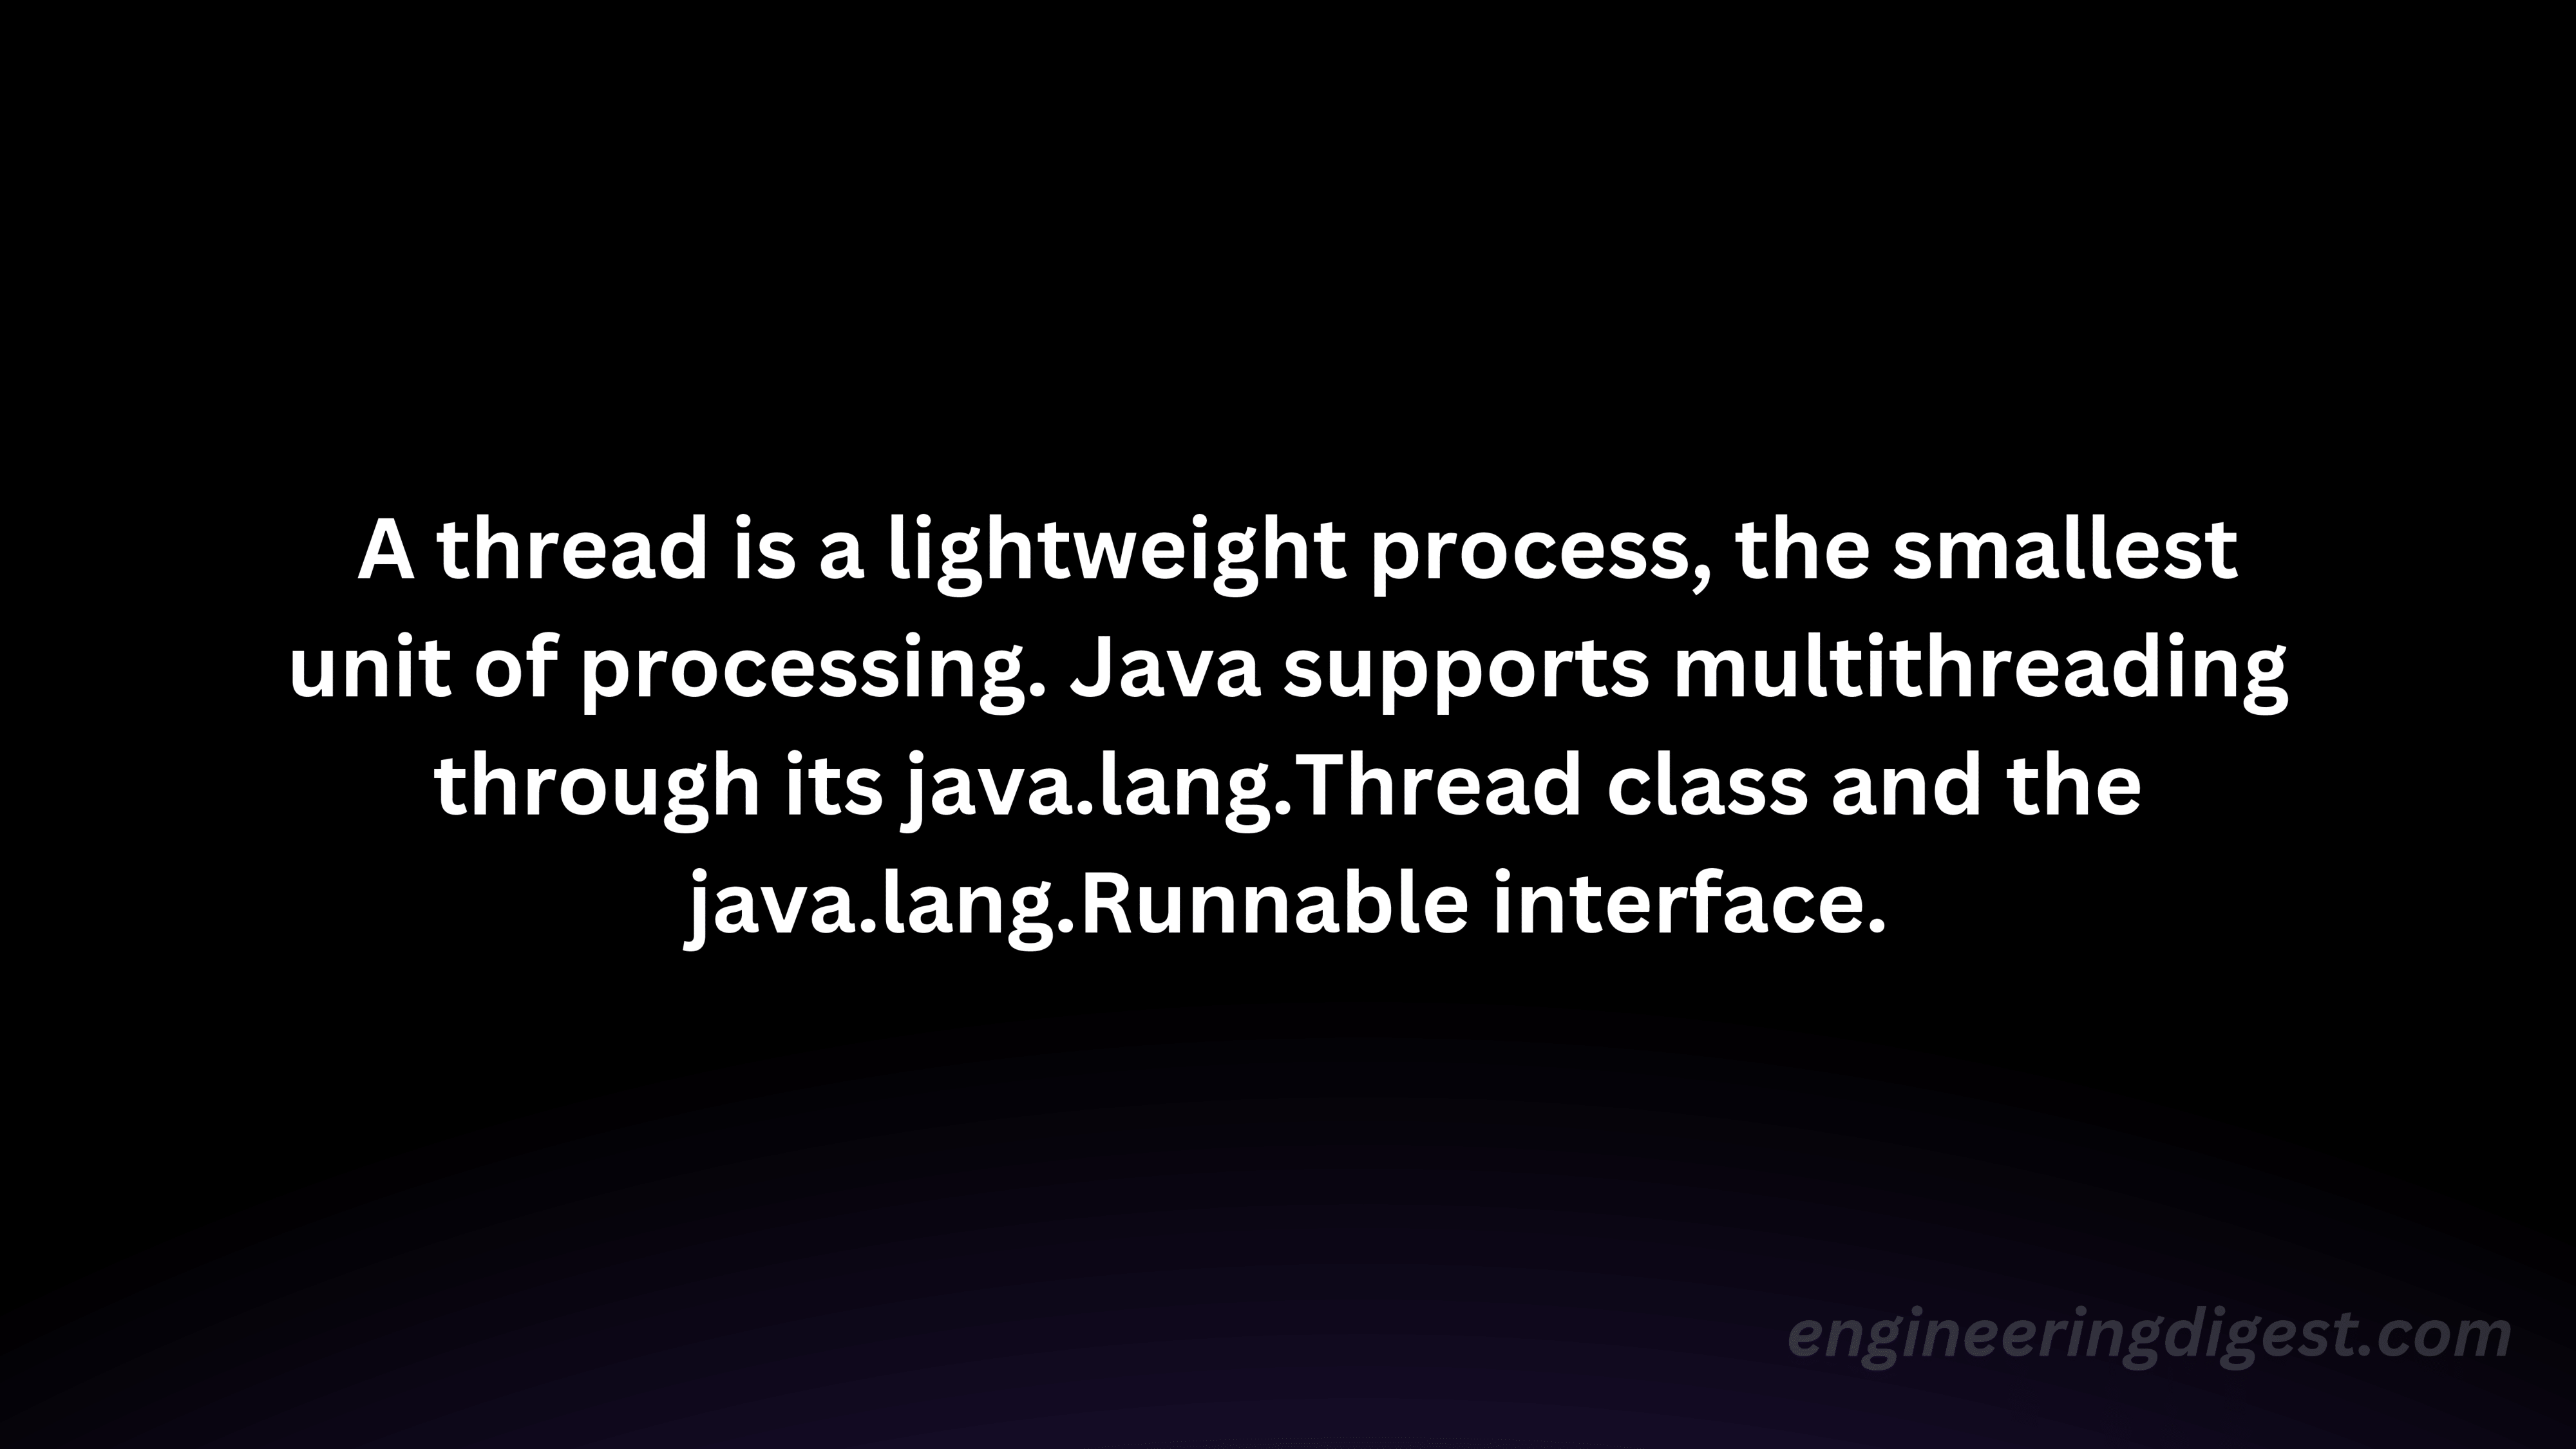 A thread is a lightweight process, the smallest
unit of processing. Java supports multithreading
through its java.lang.Thread class and the
java.lang.Runnable interface.
engineeringdigest.com